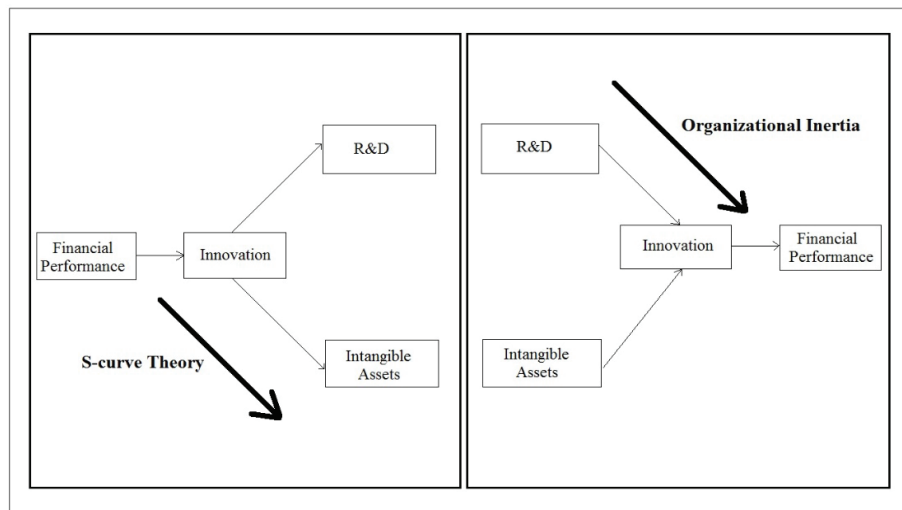 R&D
Financial
Performance
Innovation
S-curve Theory
Intangible
Assets
Organizational Inertia
R&D
Innovation
Financial
Performance
Intangible
Assets